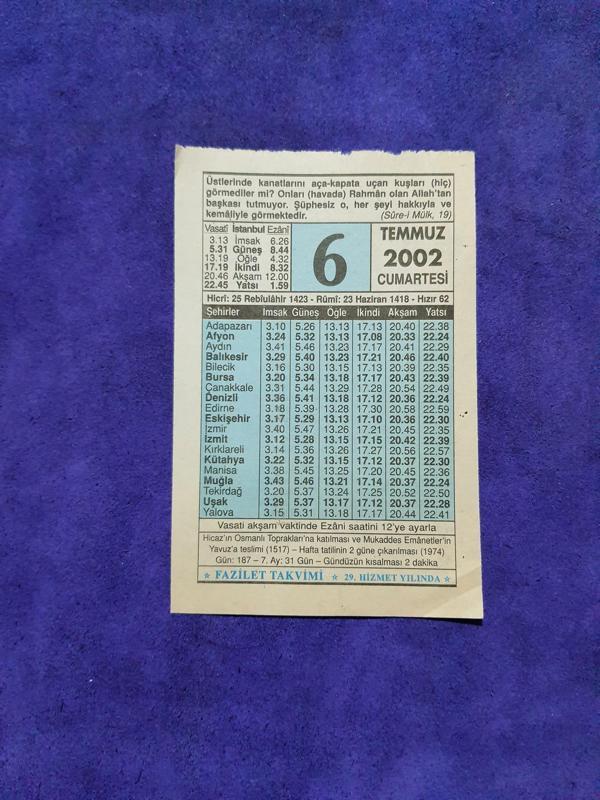 Üstlerinde kanatlarını aça-kapata uçan kuşları (hiç)
görmediler mi? Onları (havada) Rahmân olan Allah'tan
başkası tutmuyor. Şüphesiz o, her şeyi hakkıyla ve
kemâliyle görmektedir. (Sûre-i Mülk, 19)
Vasatî İstanbul Ezânî
3.13 İmsak 6.26
5.31 Güneş 8.44
13.19 Öğle 4.32
17.19 İkindi 8.32
20.46 Akşam 12.00
22.45 Yatsı 1.59
6
TEMMUZ
2002
CUMARTESİ
Hicrî: 25 Rebîulâhir 1423 - Rûmî: 23 Haziran 1418 - Hızır 62
Şehirler İmsak Güneş Öğle İkindi Akşam Yatsı
Adapazarı 3.10 5.26 13.13 17.13 20.40 22.38
Afyon 3.24 5.32 13.13 17.08 20.33 22.24
Aydın 3.41 5.46 13.23 17.17 20.41 22.29
Balıkesir 3.29 5.40 13.23 17.21 20.46 22.40
Bilecik 3.16 5.30 13.15 17.13 20.39 22.35
Bursa 3.20 5.34 13.18 17.17 20.43 22.39
Çanakkale 3.31 5.44 13.29 17.28 20.54 22.49
Denizli 3.36 5.41 13.18 17.12 20.36 22.24
Edirne 3.18 5.39 13.28 17.30 20.58 22.59
Eskişehir 3.17 5.29 13.13 17.10 20.36 22.30
İzmir 3.40 5.47 13.26 17.21 20.45 22.35
İzmit 3.12 5.28 13.15 17.15 20.42 22.39
Kırklareli 3.14 5.36 13.26 17.27 20.56 22.57
Kütahya 3.22 5.32 13.15 17.12 20.37 22.30
Manisa 3.38 5.45 13.25 17.20 20.45 22.36
Muğla 3.43 5.46 13.21 17.14 20.37 22.24
Tekirdağ 3.20 5.37 13.24 17.25 20.52 22.50
Uşak 3.29 5.37 13.17 17.12 20.37 22.28
Yalova 3.15 5.31 13.18 17.17 20.44 22.41
Vasati akşam vaktinde Ezâni saatini 12'ye ayarla
Hicaz'ın Osmanlı Toprakları'na katılması ve Mukaddes Emânetler'in
Yavuz'a teslimi (1517) – Hafta tatilinin 2 güne çıkarılması (1974)
Gün: 187 – 7. Ay: 31 Gün – Gündüzün kısalması 2 dakika
★ FAZİLET TAKVİMİ ★ 29. HİZMET YILINDA ★